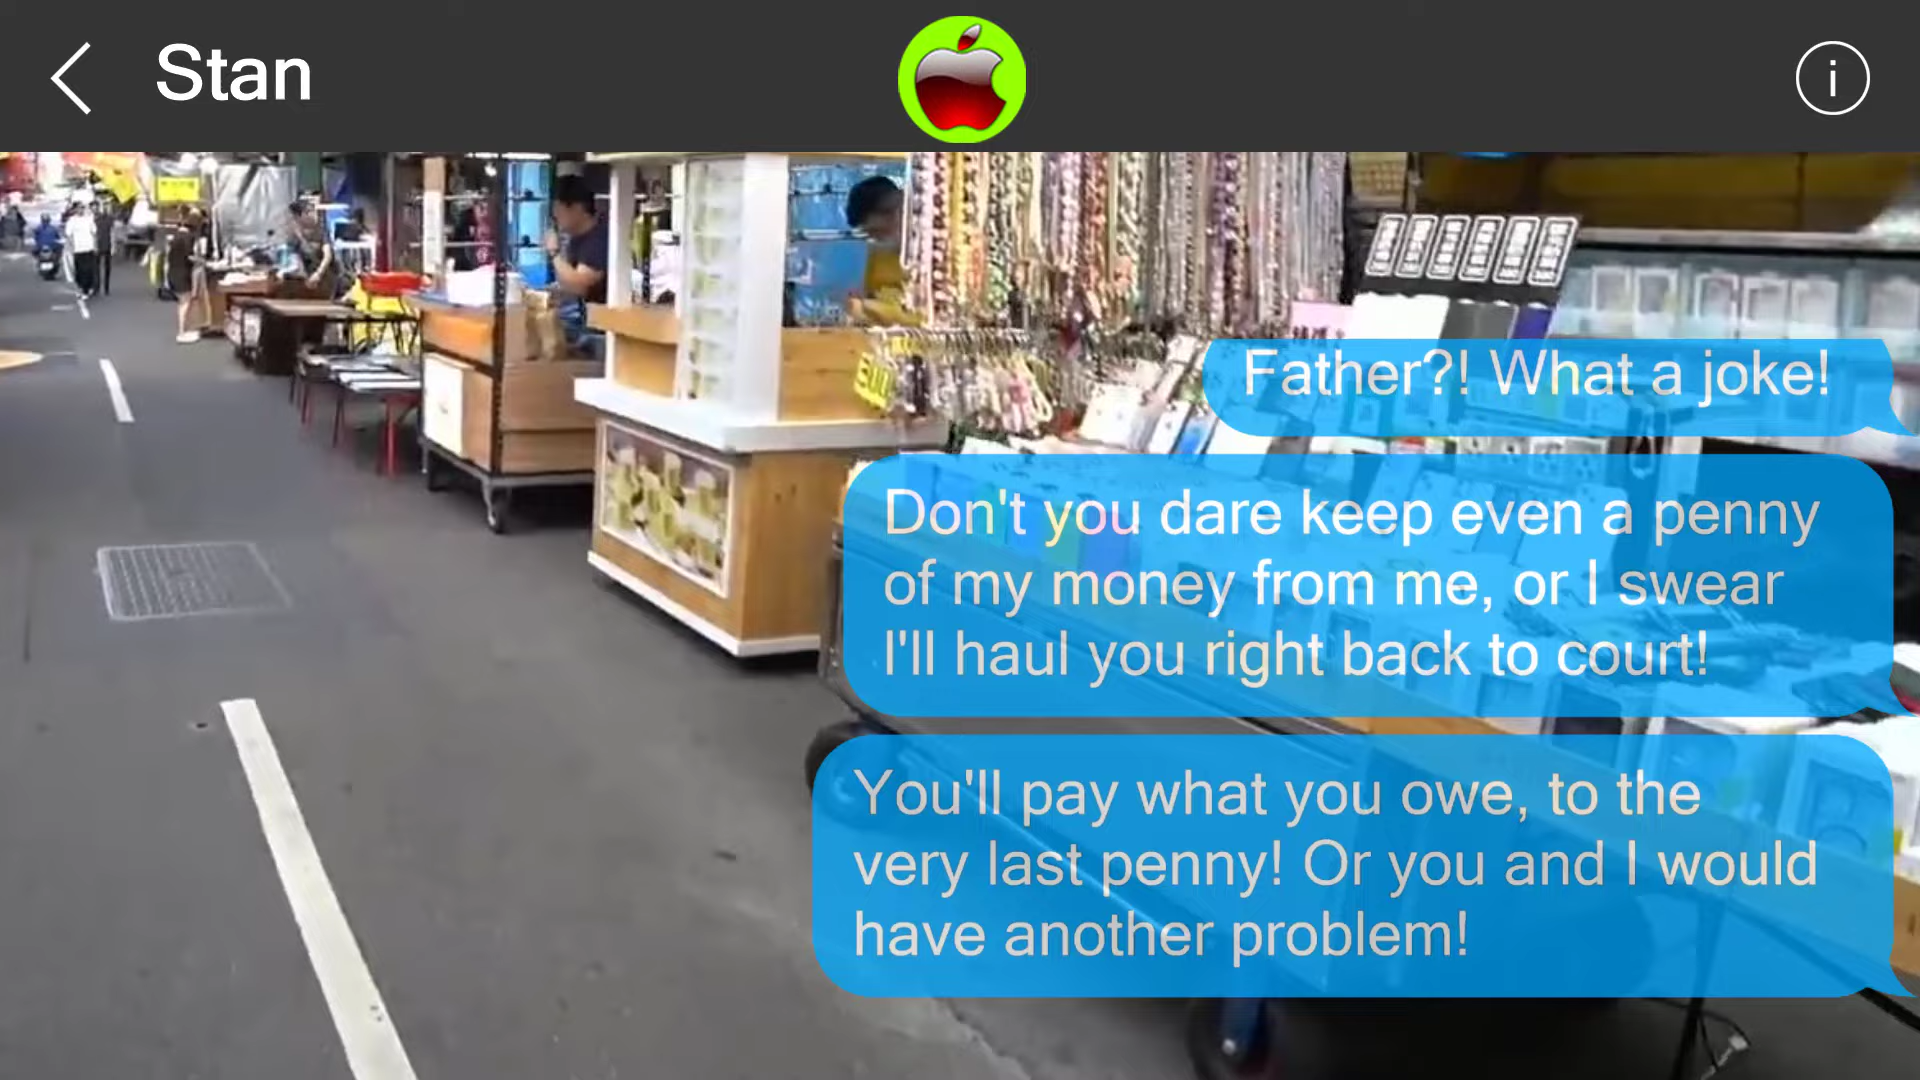 Stan
Father?! What a joke!
Don't you dare keep even a penny
of my money from me, or I swear
I'll haul you right back to court!
You'll pay what you owe, to the
very last penny! Or you and I would
have another problem!